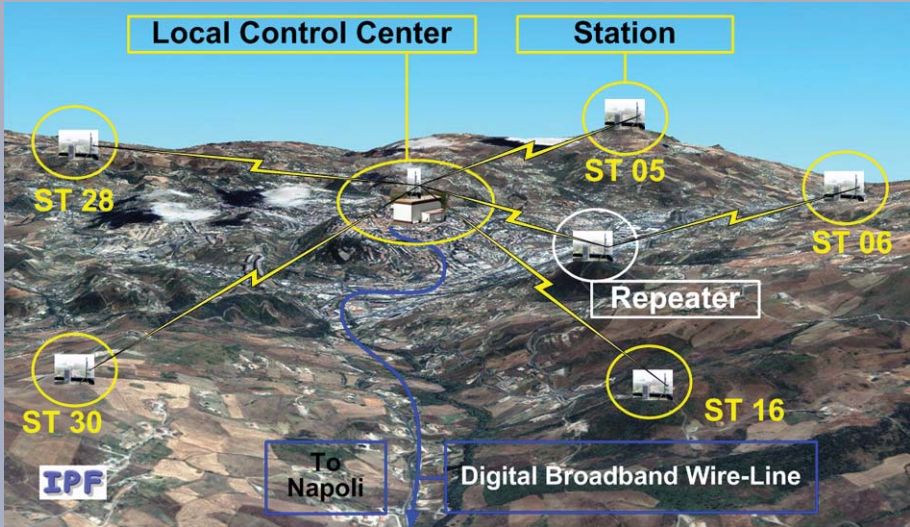 Local Control Center
Station
ST 28
ST 05
ST 06
Repeater
ST 30
ST 16
To
Napoli
Digital Broadband Wire-Line
IPF